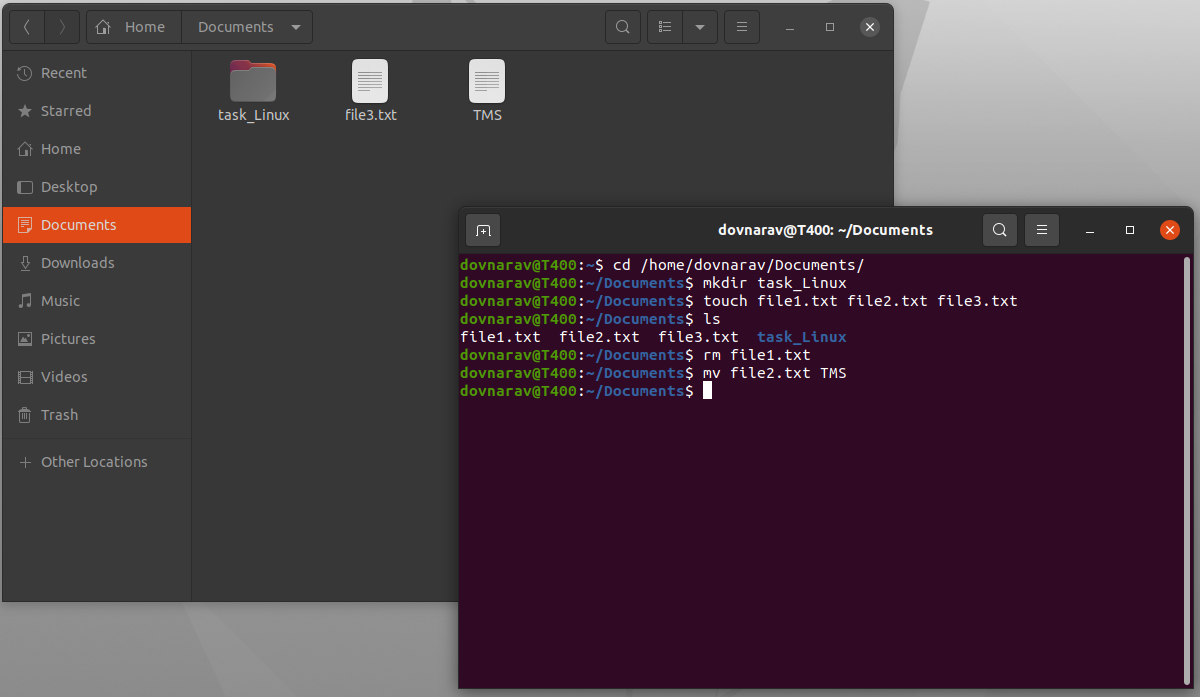 Home Documents
Recent
Starred
Home
Desktop
Documents
Downloads
Music
Pictures
Videos
Trash
Other Locations
task_Linux file3.txt TMS
dovnarav@T400: ~/Documents
dovnarav@T400:~$ cd /home/dovnarav/Documents/
dovnarav@T400:~/Documents$ mkdir task_Linux
dovnarav@T400:~/Documents$ touch file1.txt file2.txt file3.txt
dovnarav@T400:~/Documents$ ls
file1.txt  file2.txt  file3.txt  task_Linux
dovnarav@T400:~/Documents$ rm file1.txt
dovnarav@T400:~/Documents$ mv file2.txt TMS
dovnarav@T400:~/Documents$